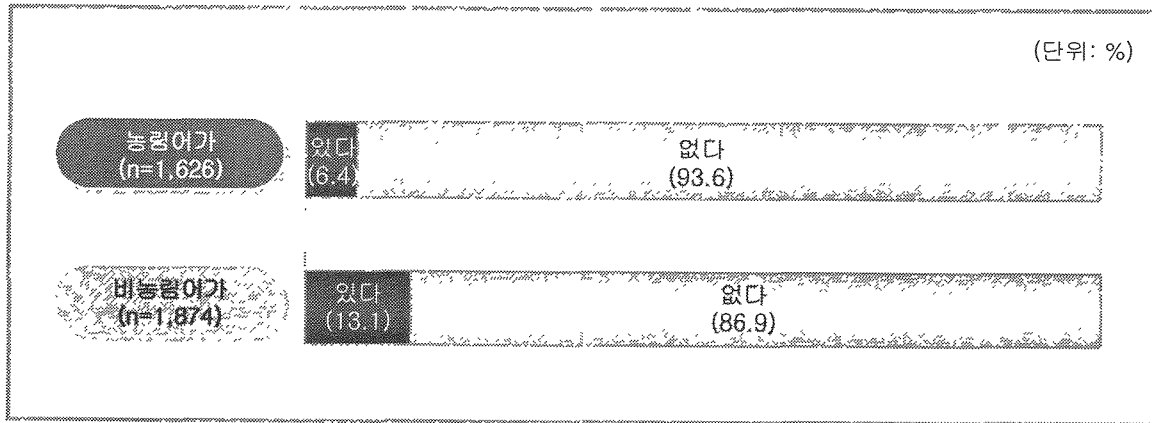 (단위: %)
농림어가
(n=1,626)
있다
(6.4)
없다
(93.6)
비농림어가
(n=1,874)
있다
(13.1)
없다
(86.9)